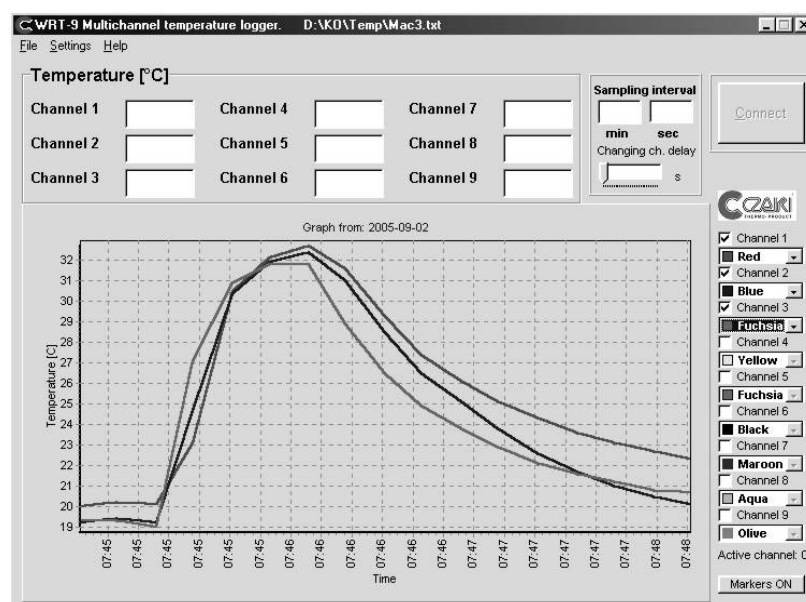 WRT-9 Multichannel temperature logger. D:\KO\Temp\Mac3.txt
File Settings Help
Temperature [°C]
Channel 1
Channel 4
Channel 7
Channel 2
Channel 5
Channel 8
Channel 3
Channel 6
Channel 9
Sampling interval
min sec
Changing ch. delay
s
Connect
CZAKI
THERMO-PRODUCT
Graph from: 2005-09-02
Temperature [C]
32
31
30
29
28
27
26
25
24
23
22
21
20
19
07:45 07:45 07:45 07:45 07:45 07:45 07:46 07:46 07:46 07:46 07:46 07:46 07:47 07:47 07:47 07:47 07:47 07:47 07:48 07:48
Time
Channel 1
Red
Channel 2
Blue
Channel 3
Fuchsia
Channel 4
Yellow
Channel 5
Fuchsia
Channel 6
Black
Channel 7
Maroon
Channel 8
Aqua
Channel 9
Olive
Active channel: 0
Markers ON